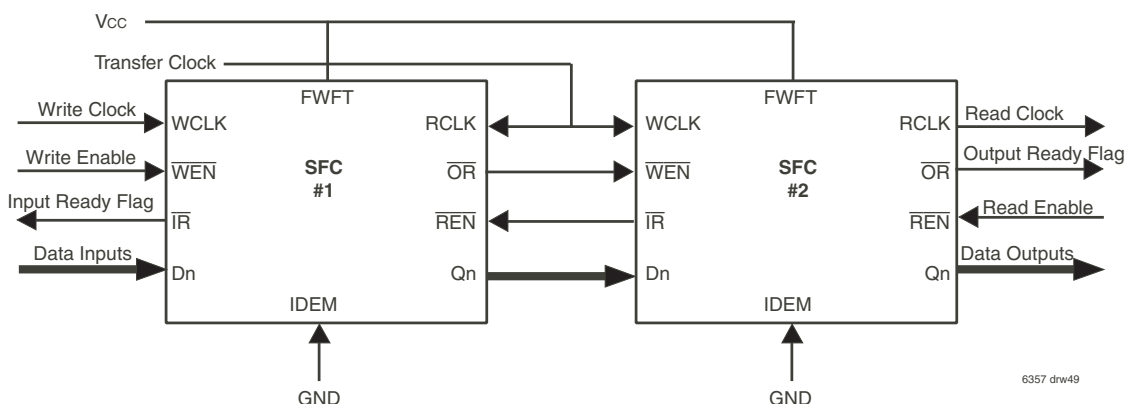 Vcc
Transfer Clock
FWFT
FWFT
Write Clock
WCLK
RCLK
WCLK
RCLK
Read Clock
Write Enable
WEN
SFC
#1
OR
WEN
SFC
#2
OR
Output Ready Flag
Input Ready Flag
IR
REN
IR
REN
Read Enable
Data Inputs
Dn
Qn
Dn
Qn
Data Outputs
IDEM
IDEM
GND
GND
6357 drw49